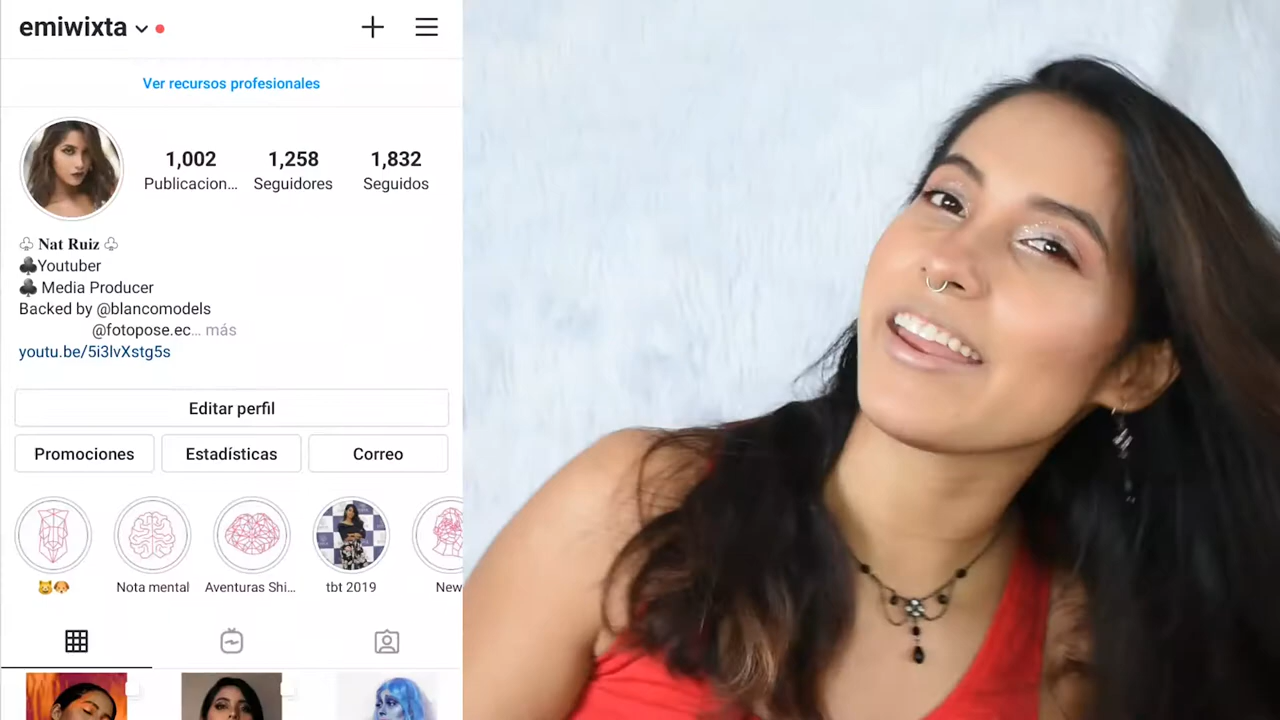 emiwixta
Ver recursos profesionales
1,002 1,258 1,832
Publicacion... Seguidores Seguidos
♧ Nat Ruiz ♧
♣Youtuber
♣ Media Producer
Backed by @blancomodels
@fotopose.ec... más
youtu.be/5i3lvXstg5s
Editar perfil
Promociones Estadísticas Correo
Nota mental Aventuras Shi... tbt 2019 New